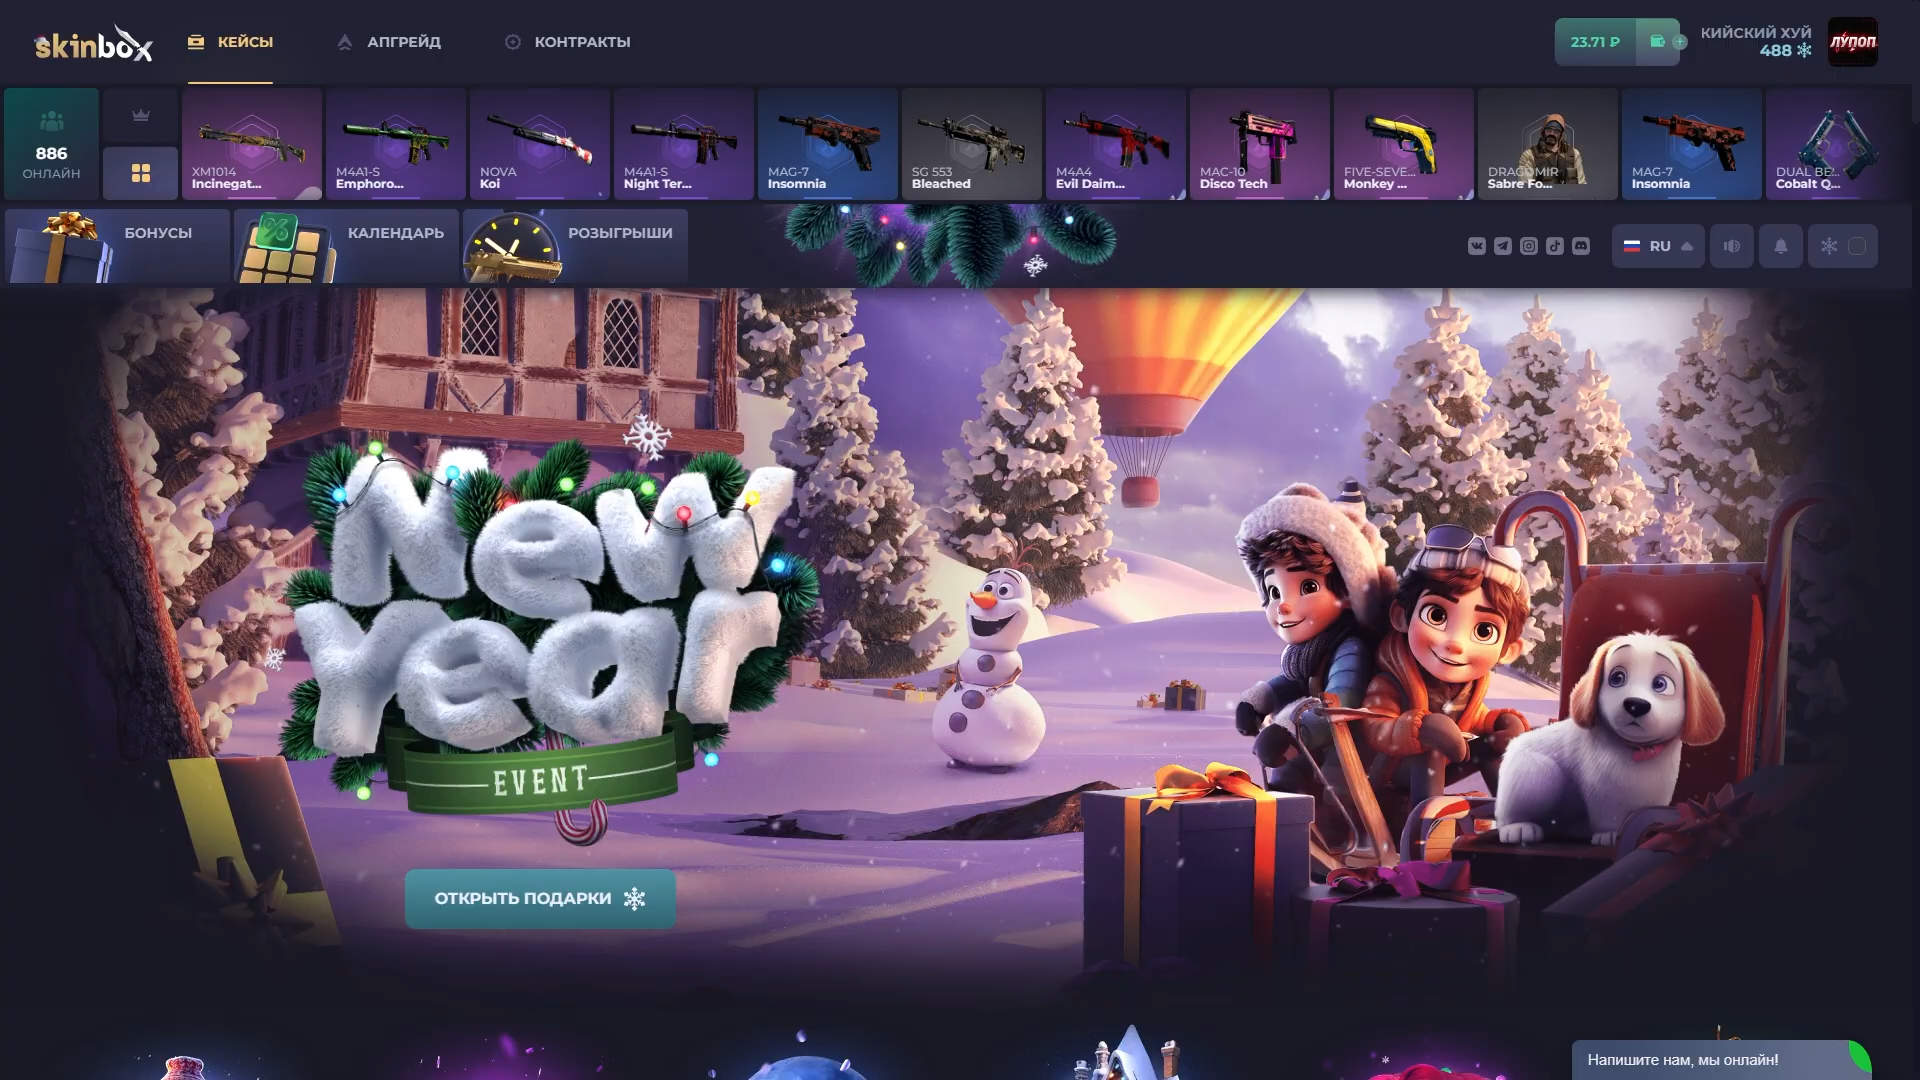 skinbox
КЕЙСЫ
АПГРЕЙД
КОНТРАКТЫ
23.71 ₽
КИЙСКИЙ ХУЙ
488
ЛУПОП
886
ОНЛАЙН
XM1014
Incinegat...
M4A1-S
Emphoro...
NOVA
Koi
M4A1-S
Night Ter...
MAG-7
Insomnia
SG 553
Bleached
M4A4
Evil Daim...
MAC-10
Disco Tech
FIVE-SEVE...
Monkey ...
DRAGOMIR
Sabre Fo...
MAG-7
Insomnia
DUAL BE...
Cobalt Q...
БОНУСЫ
%
КАЛЕНДАРЬ
РОЗЫГРЫШИ
RU
New
Year
EVENT
ОТКРЫТЬ ПОДАРКИ
Напишите нам, мы онлайн!